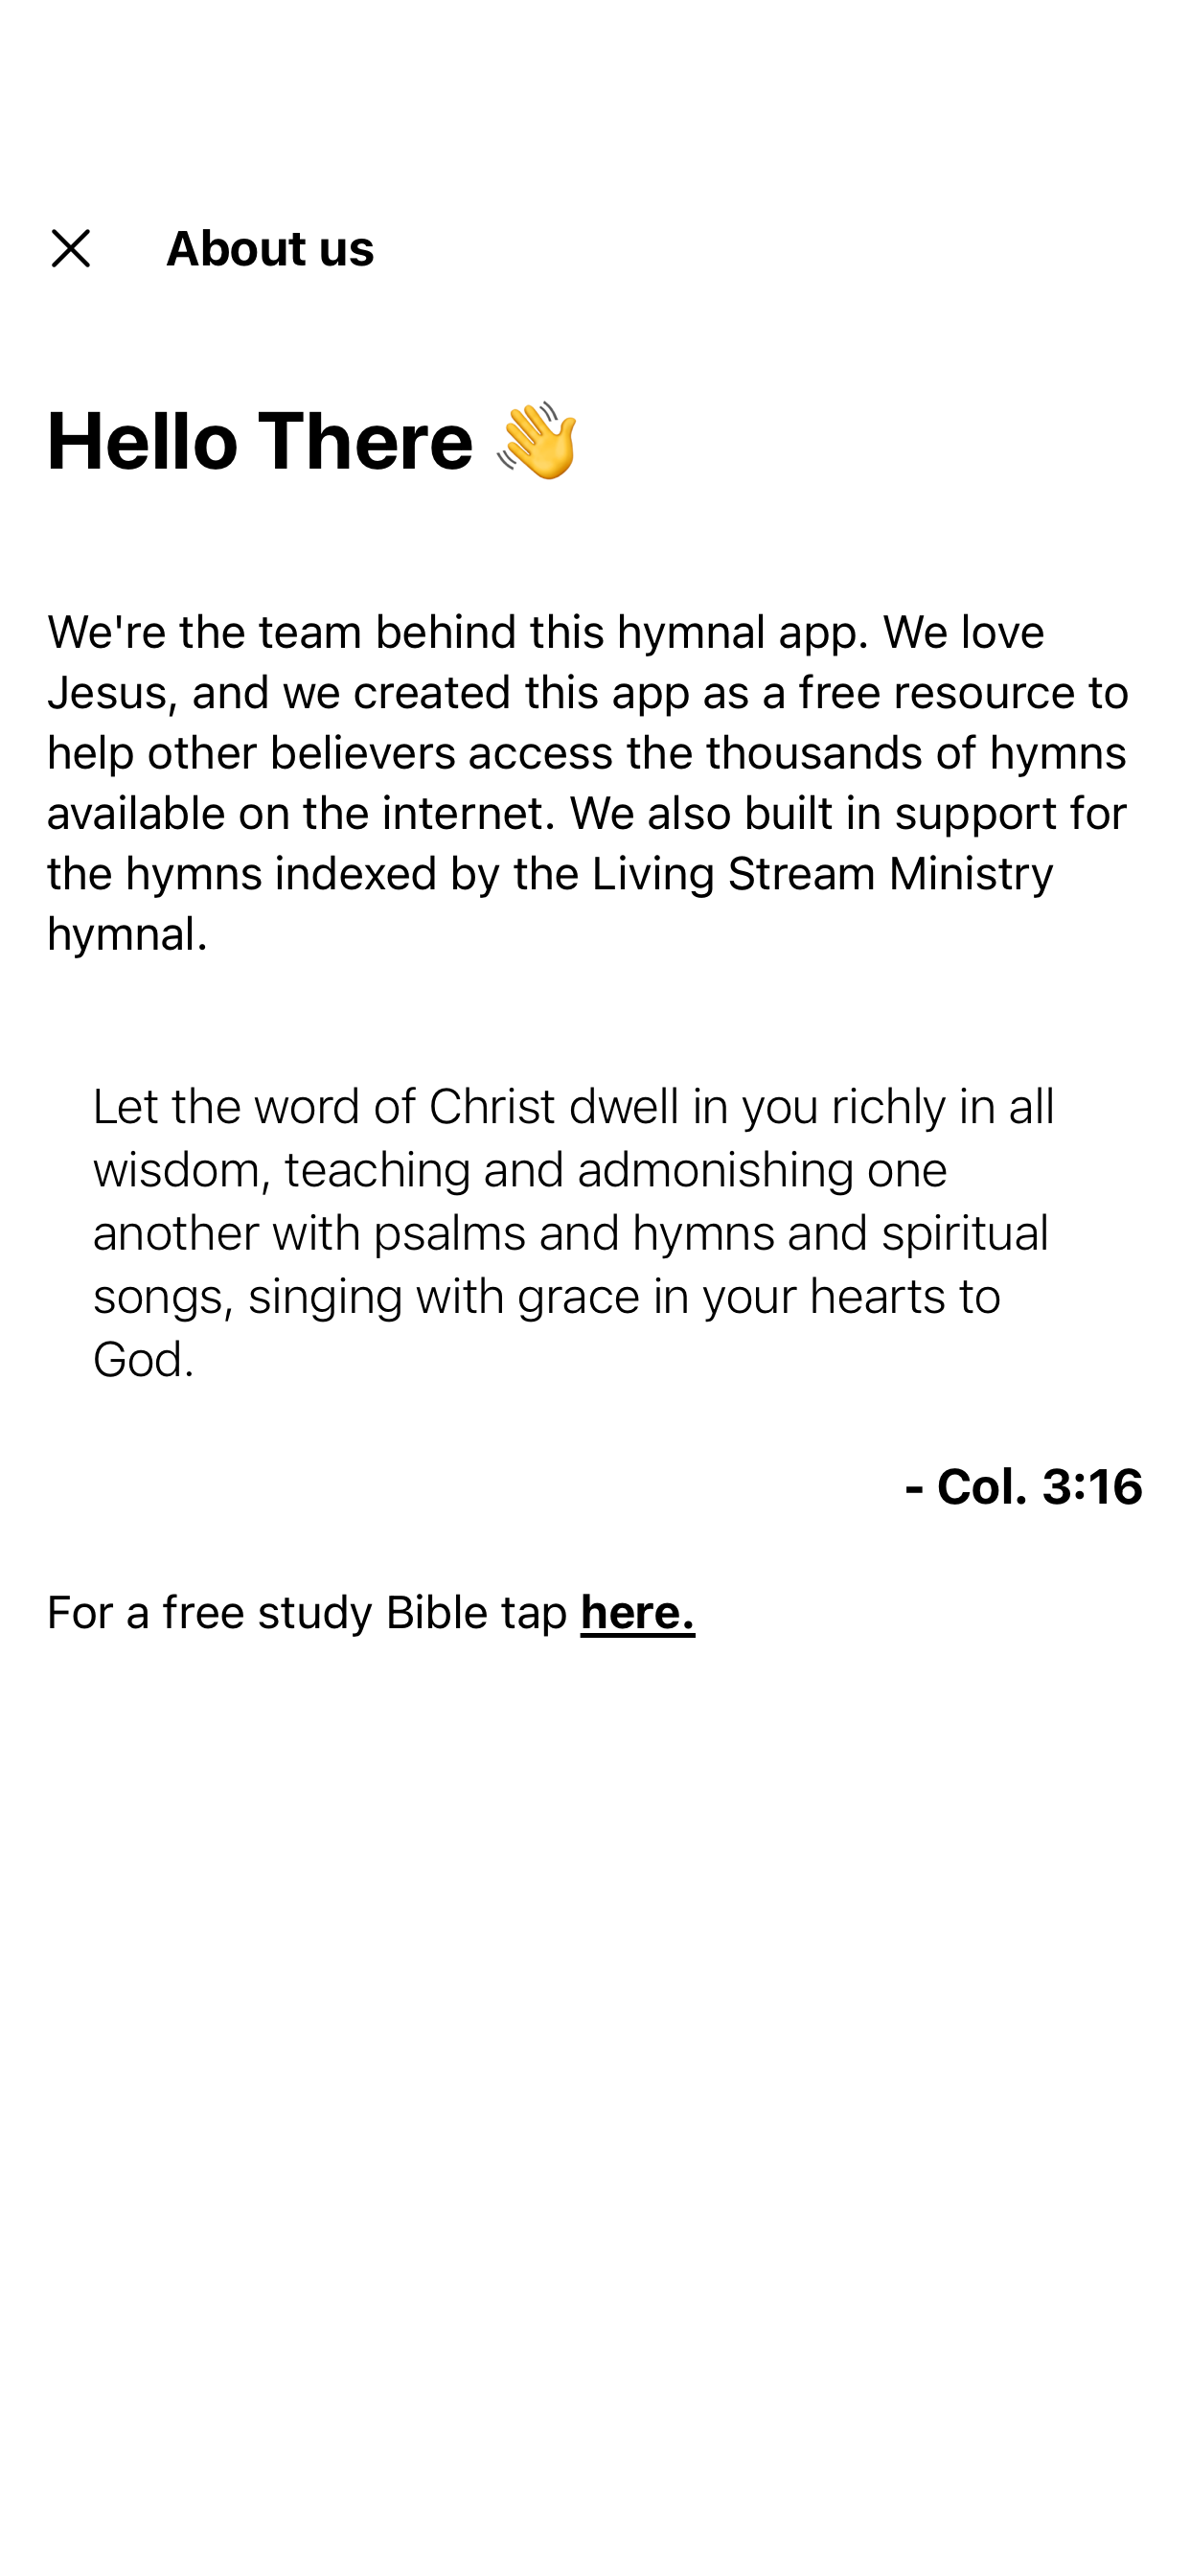 About us
Hello There 👋
We're the team behind this hymnal app. We love
Jesus, and we created this app as a free resource to
help other believers access the thousands of hymns
available on the internet. We also built in support for
the hymns indexed by the Living Stream Ministry
hymnal.
Let the word of Christ dwell in you richly in all
wisdom, teaching and admonishing one
another with psalms and hymns and spiritual
songs, singing with grace in your hearts to
God.
- Col. 3:16
For a free study Bible tap here.